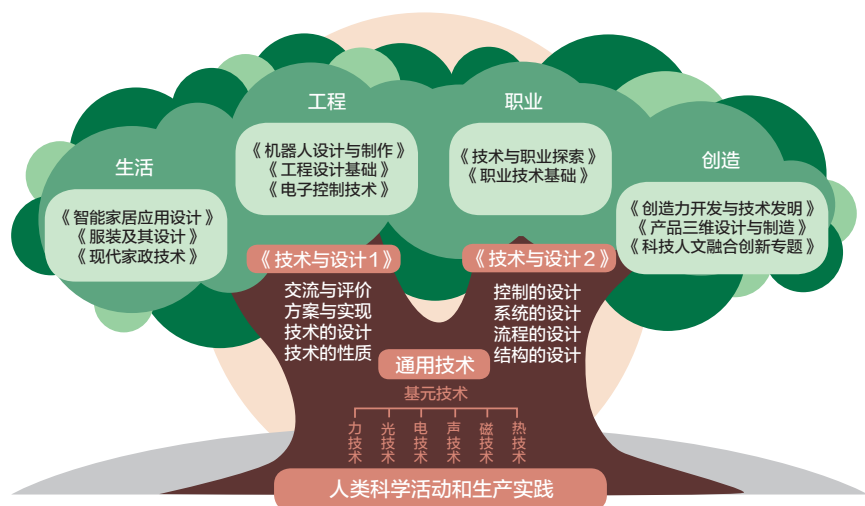 工程
《机器人设计与制作》
《工程设计基础》
《电子控制技术》
职业
《技术与职业探索》
《职业技术基础》
生活
《智能家居应用设计》
《服装及其设计》
《现代家政技术》
创造
《创造力开发与技术发明》
《产品三维设计与制造》
《科技人文融合创新专题》
《技术与设计1》
交流与评价
方案与实现
技术的设计
技术的性质
《技术与设计2》
控制的设计
系统的设计
流程的设计
结构的设计
通用技术
基元技术
力技术
光技术
电技术
声技术
磁技术
热技术
人类科学活动和生产实践